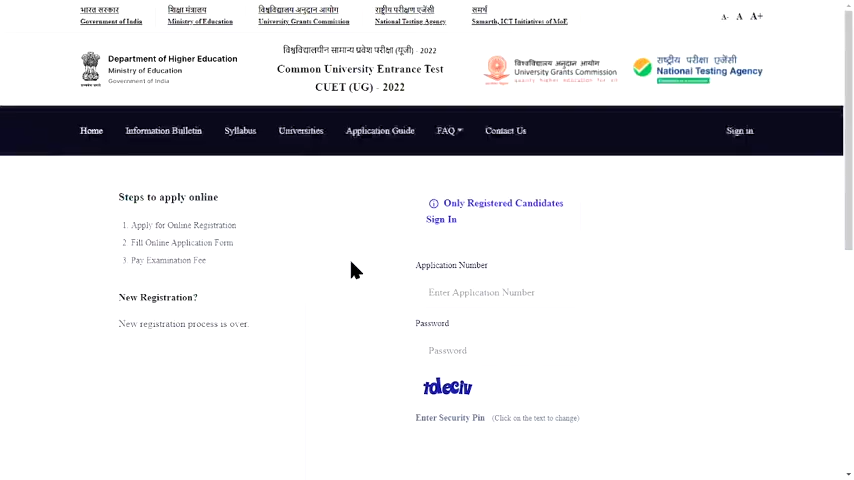 भारत सरकार
Government of India
शिक्षा मंत्रालय
Ministry of Education
विश्वविद्यालय अनुदान आयोग
University Grants Commission
राष्ट्रीय परीक्षण एजेंसी
National Testing Agency
समर्थ
Samarth, ICT Initiatives of MoE
A- A A+
Department of Higher Education
Ministry of Education
Government of India
विश्वविद्यालयीन सामान्य प्रवेश परीक्षा (यूजी) - 2022
Common University Entrance Test
CUET (UG) - 2022
विश्वविद्यालय अनुदान आयोग
University Grants Commission
राष्ट्रीय परीक्षा एजेंसी
National Testing Agency
Home Information Bulletin Syllabus Universities Application Guide FAQ Contact Us Sign in
Steps to apply online
1. Apply for Online Registration
2. Fill Online Application Form
3. Pay Examination Fee
New Registration?
New registration process is over.
Only Registered Candidates
Sign In
Application Number
Enter Application Number
Password
Password
Enter Security Pin (Click on the text to change)